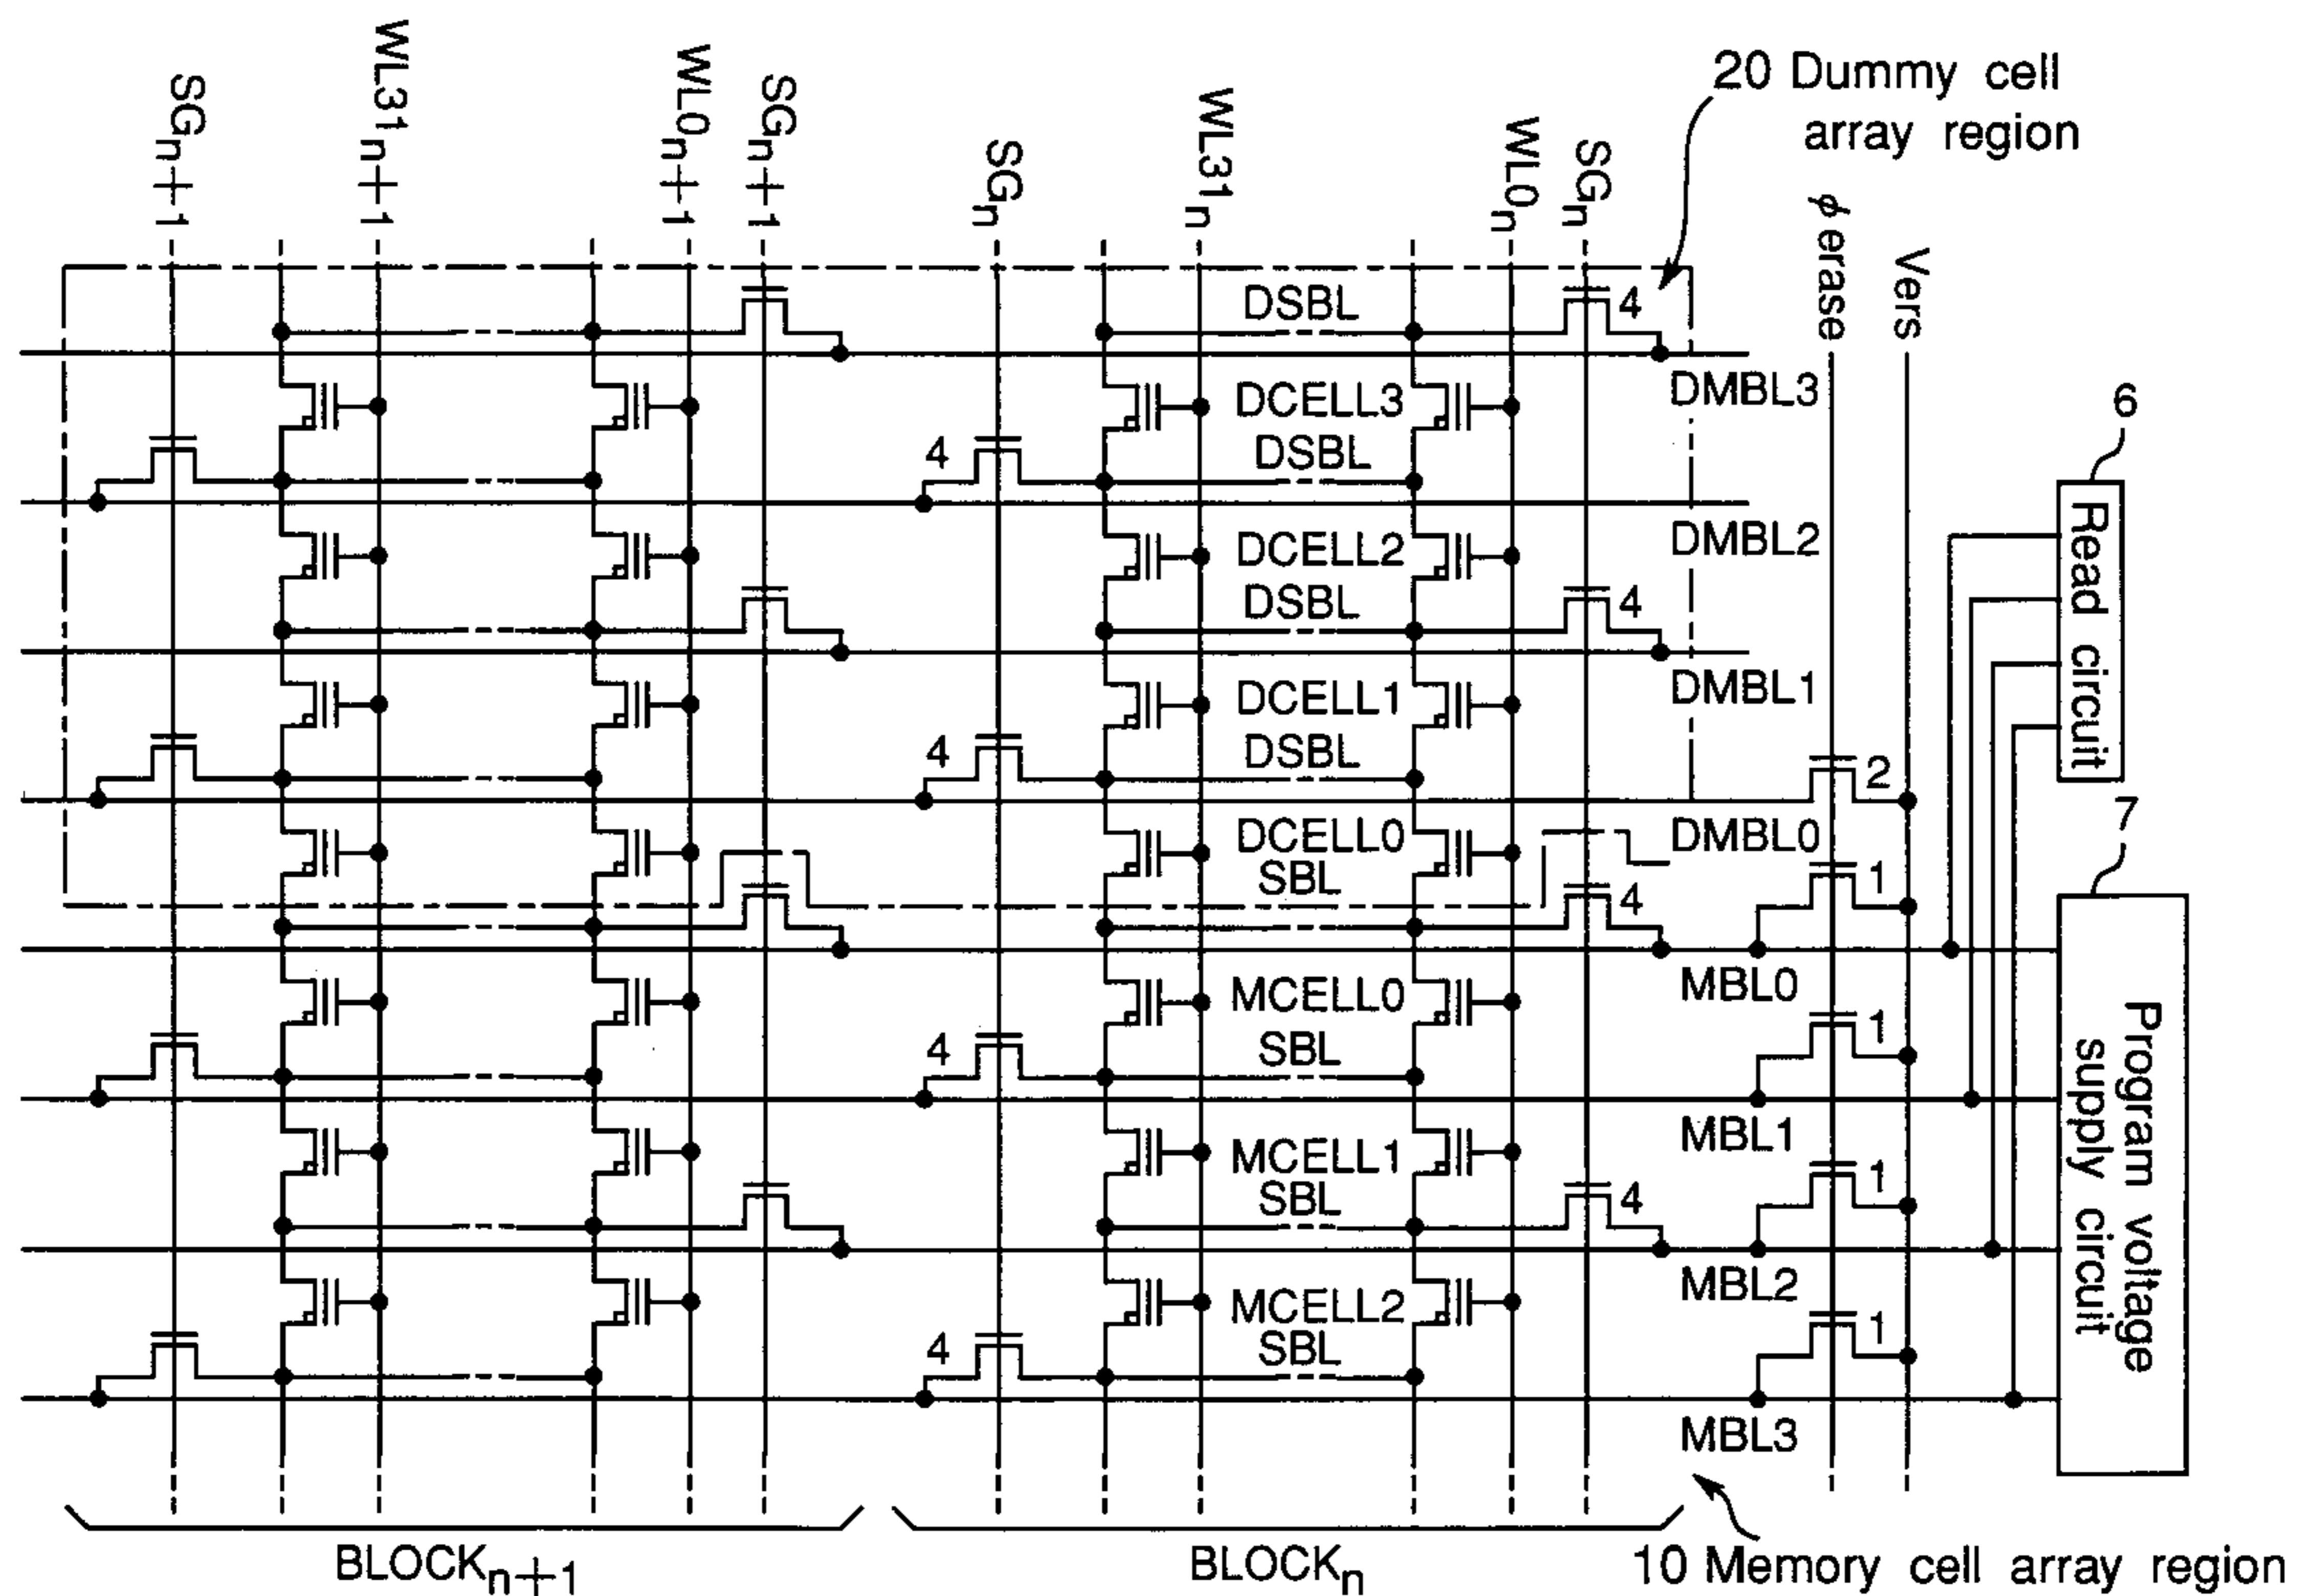 SGn+1
WL31n+1
WL0n+1
SGn+1
SGn
WL31n
WL0n
SGn
20 Dummy cell
array region
φ erase
Vers
DSBL
4
DMBL3
DCELL3
4
DSBL
DMBL2
DCELL2
DSBL
4
DMBL1
DCELL1
4
DSBL
2
DMBL0
DCELL0
SBL
4
1
MBL0
MCELL0
4
SBL
1
MBL1
MCELL1
SBL
4
1
MBL2
MCELL2
4
SBL
1
MBL3
6
Read circuit
7
Program voltage
supply circuit
BLOCKn+1
BLOCKn
10 Memory cell array region